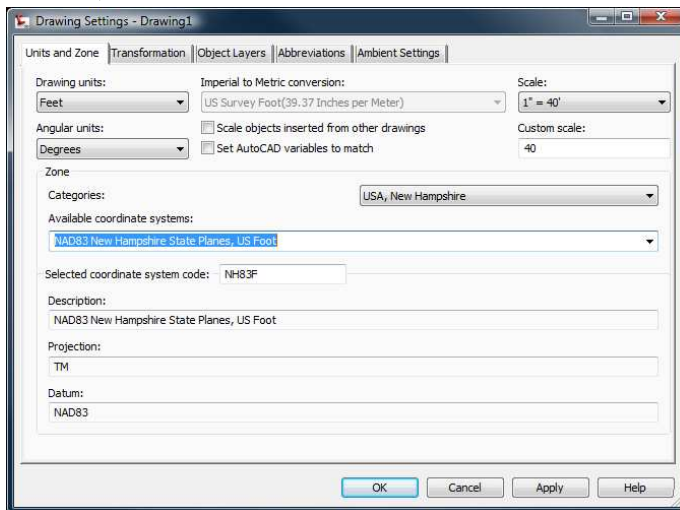 Drawing Settings - Drawing1
Units and Zone Transformation Object Layers Abbreviations Ambient Settings
Drawing units: Imperial to Metric conversion: Scale:
Feet US Survey Foot(39.37 Inches per Meter) 1" = 40'
Angular units: Scale objects inserted from other drawings Custom scale:
Degrees Set AutoCAD variables to match 40
Zone
Categories: USA, New Hampshire
Available coordinate systems:
NAD83 New Hampshire State Planes, US Foot
Selected coordinate system code: NH83F
Description:
NAD83 New Hampshire State Planes, US Foot
Projection:
TM
Datum:
NAD83
OK Cancel Apply Help